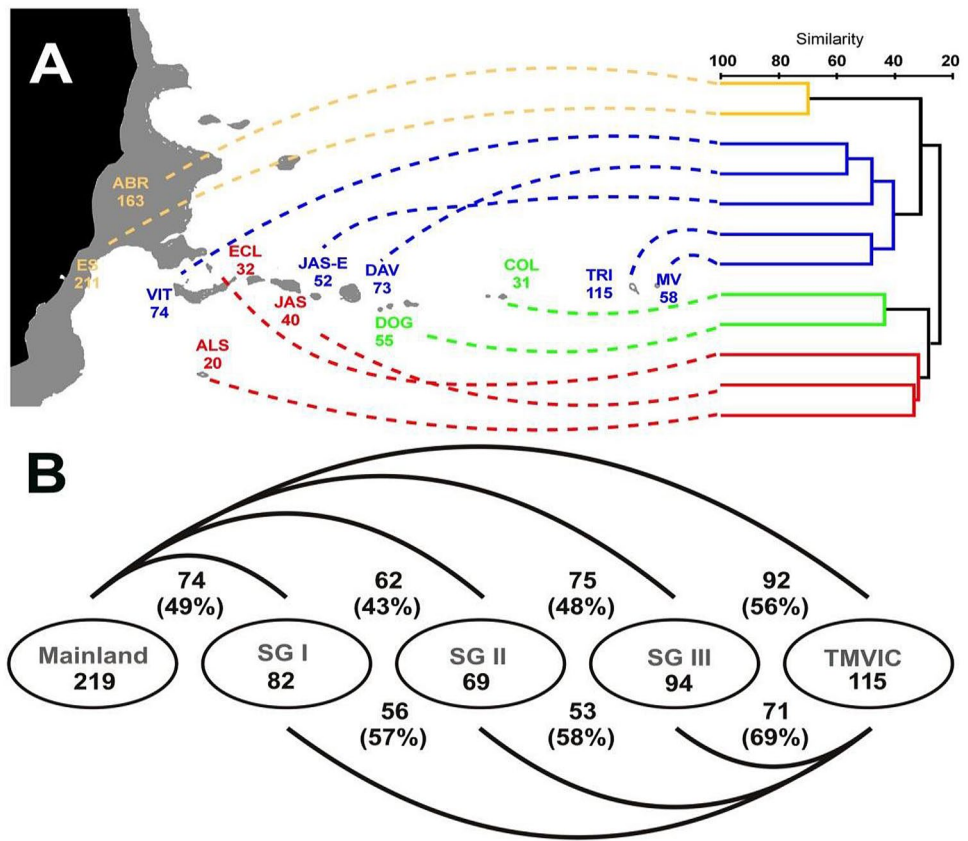 A
Similarity
100 80 60 40 20
ABR
163
ES
211
VIT
74
ECL
32
JAS-E
52
DAV
73
COL
31
TRI
115
MV
58
JAS
40
DOG
55
ALS
20
B
74
(49%)
62
(43%)
75
(48%)
92
(56%)
Mainland
219
SG I
82
SG II
69
SG III
94
TMVIC
115
56
(57%)
53
(58%)
71
(69%)